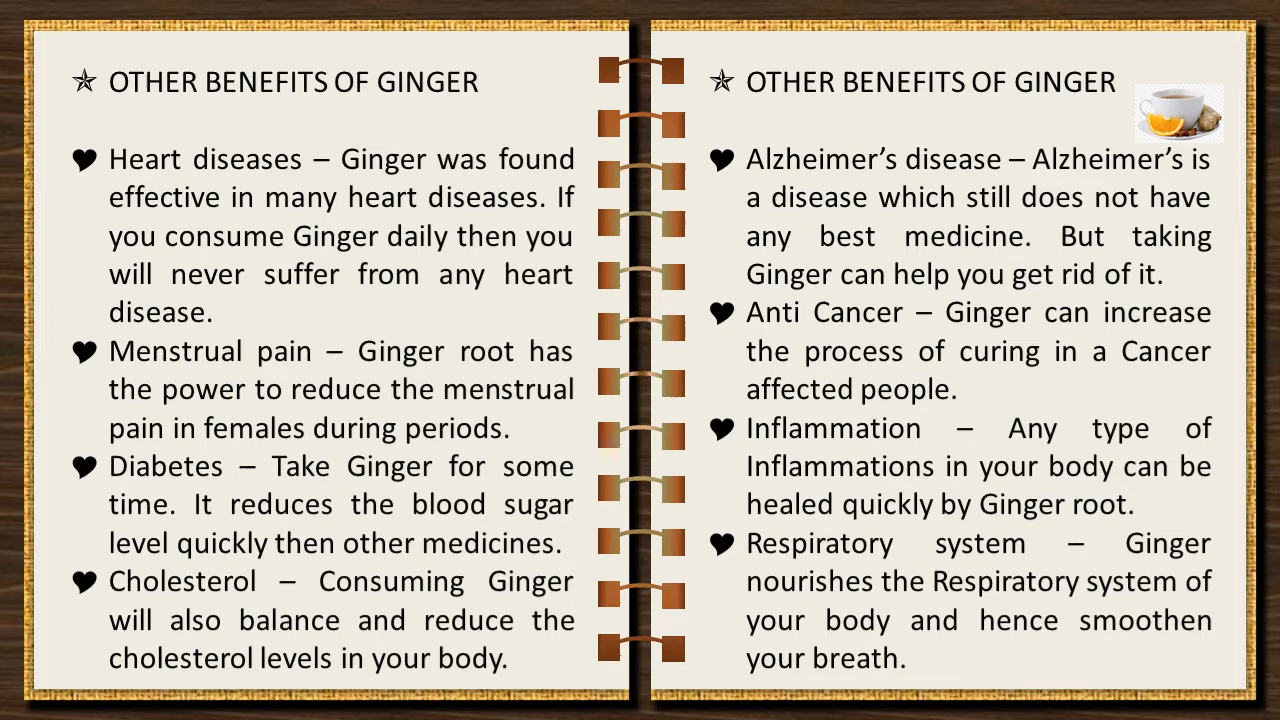 ✯ OTHER BENEFITS OF GINGER
Heart diseases – Ginger was found
effective in many heart diseases. If
you consume Ginger daily then you
will never suffer from any heart
disease.
Menstrual pain – Ginger root has
the power to reduce the menstrual
pain in females during periods.
Diabetes – Take Ginger for some
time. It reduces the blood sugar
level quickly then other medicines.
Cholesterol – Consuming Ginger
will also balance and reduce the
cholesterol levels in your body.
✯ OTHER BENEFITS OF GINGER
Alzheimer’s disease – Alzheimer’s is
a disease which still does not have
any best medicine. But taking
Ginger can help you get rid of it.
Anti Cancer – Ginger can increase
the process of curing in a Cancer
affected people.
Inflammation – Any type of
Inflammations in your body can be
healed quickly by Ginger root.
Respiratory system – Ginger
nourishes the Respiratory system of
your body and hence smoothen
your breath.